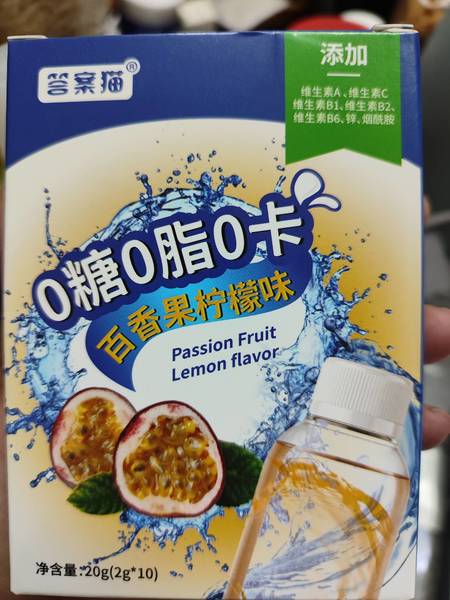 答案猫®
添加
维生素A、维生素C
维生素B1、维生素B2、
维生素B6、锌、烟酰胺
0糖0脂0卡
百香果柠檬味
Passion Fruit
Lemon flavor
净含量:20g(2g*10)